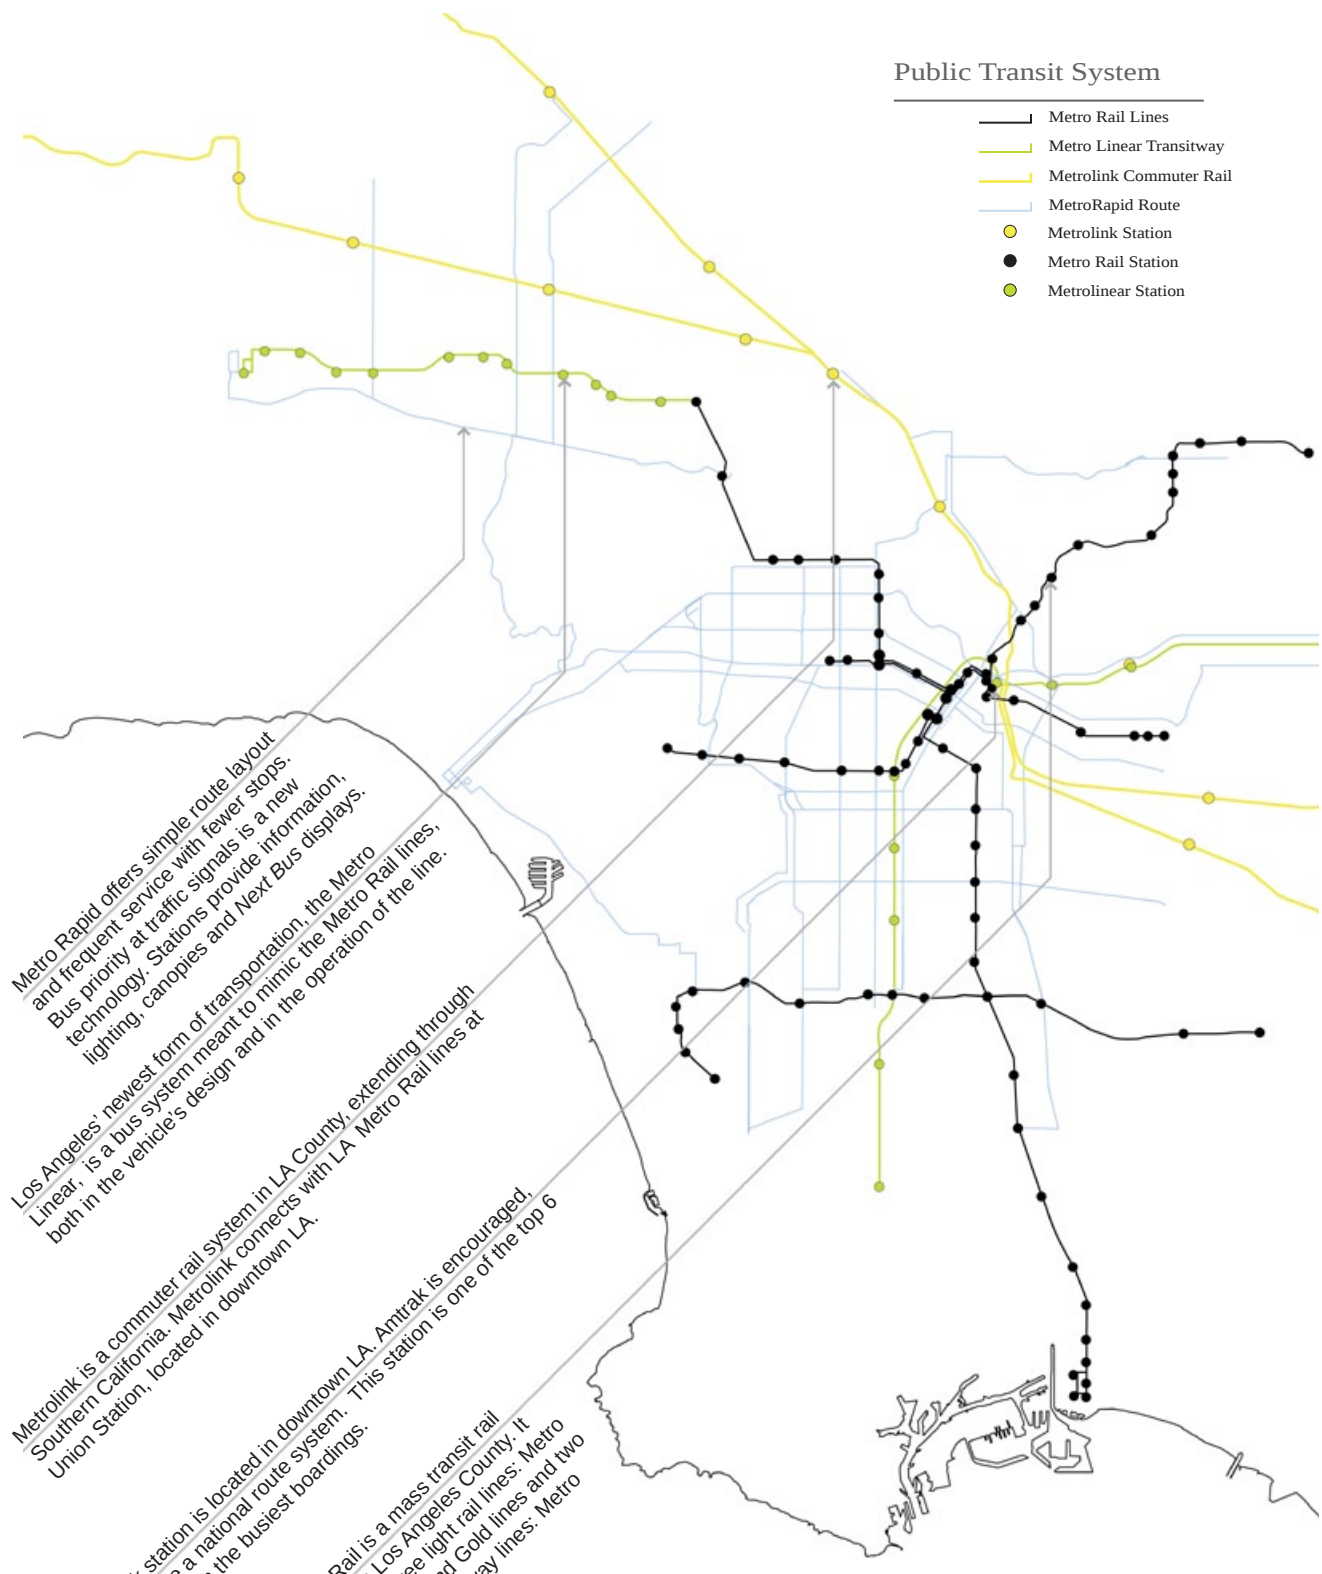 Public Transit System
Metro Rail Lines
Metro Linear Transitway
Metrolink Commuter Rail
MetroRapid Route
Metrolink Station
Metro Rail Station
Metrolinear Station
Metro Rapid offers simple route layout
and frequent service with fewer stops.
Bus priority at traffic signals is a new
technology. Stations provide information,
lighting, canopies and Next Bus displays.
Los Angeles' newest form of transportation, the Metro
Linear, is a bus system meant to mimic the Metro Rail lines,
both in the vehicle's design and in the operation of the line.
Metrolink is a commuter rail system in LA County, extending through
Southern California. Metrolink connects with LA Metro Rail lines at
Union Station, located in downtown LA.
station is located in downtown LA. Amtrak is encouraged,
a national route system. This station is one of the top 6
the busiest boardings.
Rail is a mass transit rail
Los Angeles County. It
light rail lines: Metro
Gold lines and two
lines: Metro